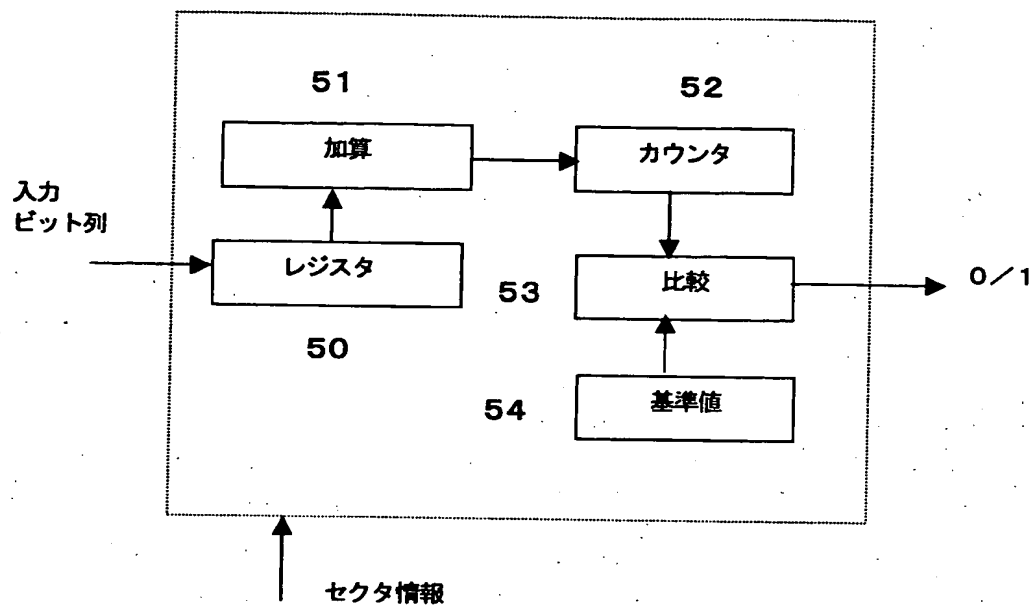 51
52
加算
カウンタ
入力
ビット列
レジスタ
53
比較
0/1
50
54
基準値
セクタ情報